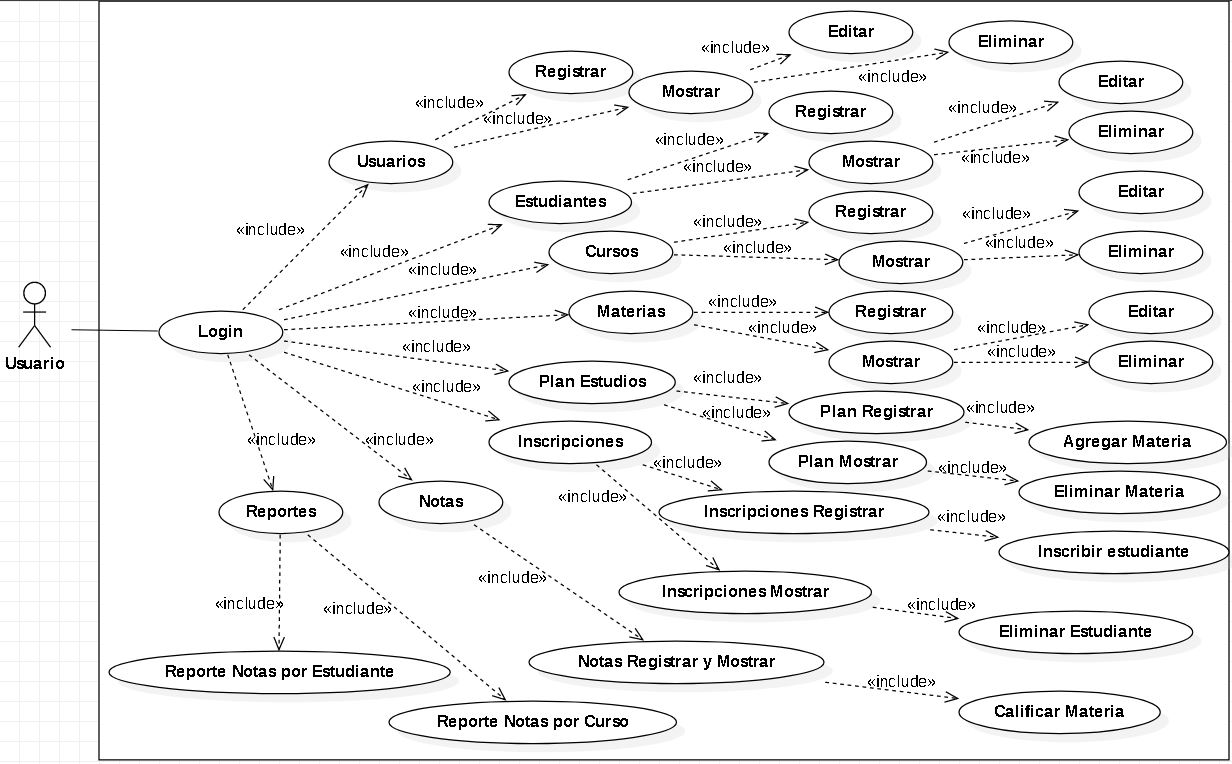 Editar
Eliminar
«include»
Registrar
«include»
Editar
Mostrar
«include»
«include»
Registrar
«include»
«include»
Eliminar
Usuarios
Mostrar
«include»
«include»
Editar
Estudiantes
Registrar
«include»
«include»
«include»
«include»
Cursos
«include»
«include»
Eliminar
«include»
Mostrar
«include»
Materias
«include»
Registrar
Editar
Login
«include»
«include»
«include»
«include»
Usuario
Mostrar
Eliminar
Plan Estudios
«include»
«include»
Plan Registrar
«include»
«include»
Inscripciones
Agregar Materia
«include»
«include»
Plan Mostrar
«include»
«include»
Eliminar Materia
«include»
Reportes
Notas
Inscripciones Registrar
«include»
Inscribir estudiante
«include»
Inscripciones Mostrar
«include»
«include»
«include»
Eliminar Estudiante
Reporte Notas por Estudiante
Notas Registrar y Mostrar
«include»
Reporte Notas por Curso
Calificar Materia